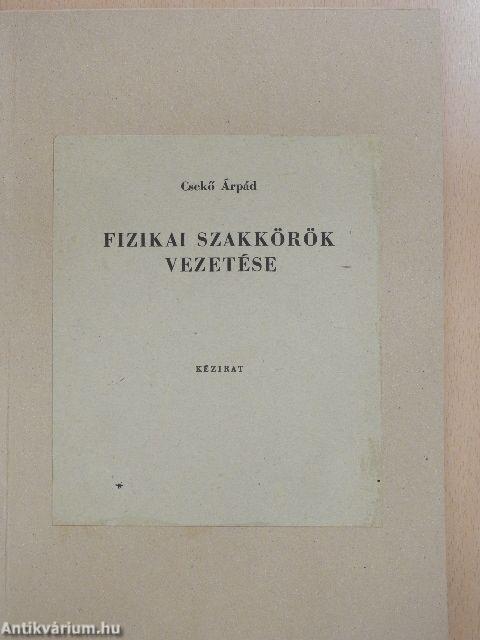 Csekő Árpád
FIZIKAI SZAKKÖRÖK
VEZETÉSE
KÉZIRAT
Antikvárium.hu